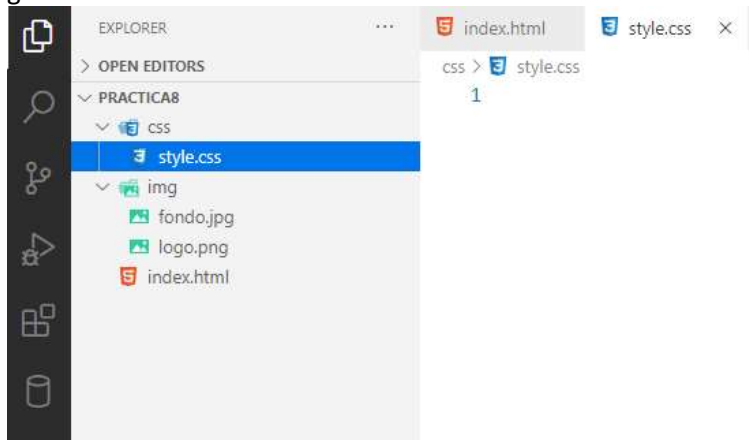 EXPLORER ...
OPEN EDITORS
PRACTICA8
css
style.css
img
fondo.jpg
logo.png
index.html
index.html style.css
css > style.css
1